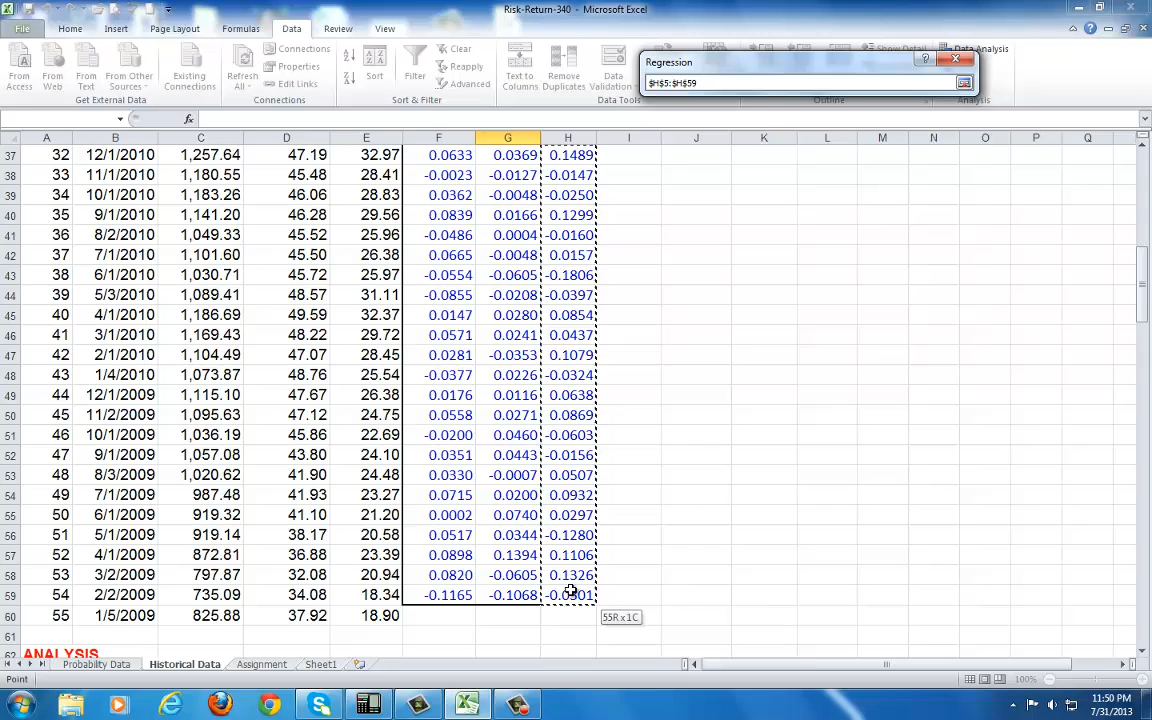 Risk-Return-340 - Microsoft Excel
File Home Insert Page Layout Formulas Data Review View
From Access
From Web
From Text
From Other Sources
Existing Connections
Get External Data
Refresh All
Connections
Properties
Edit Links
Connections
Sort
Filter
Clear
Reapply
Advanced
Sort & Filter
Text to Columns
Remove Duplicates
Data Validation
Data Tools
Show Detail
Outline
Data Analysis
Analysis
Regression
$H$5:$H$59
fx
A B C D E F G H I J K L M N O P Q
37 32 12/1/2010 1,257.64 47.19 32.97 0.0633 0.0369 0.1489
38 33 11/1/2010 1,180.55 45.48 28.41 -0.0023 -0.0127 -0.0147
39 34 10/1/2010 1,183.26 46.06 28.83 0.0362 -0.0048 -0.0250
40 35 9/1/2010 1,141.20 46.28 29.56 0.0839 0.0166 0.1299
41 36 8/2/2010 1,049.33 45.52 25.96 -0.0486 0.0004 -0.0160
42 37 7/1/2010 1,101.60 45.50 26.38 0.0665 -0.0048 0.0157
43 38 6/1/2010 1,030.71 45.72 25.97 -0.0554 -0.0605 -0.1806
44 39 5/3/2010 1,089.41 48.57 31.11 -0.0855 -0.0208 -0.0397
45 40 4/1/2010 1,186.69 49.59 32.37 0.0147 0.0280 0.0854
46 41 3/1/2010 1,169.43 48.22 29.72 0.0571 0.0241 0.0437
47 42 2/1/2010 1,104.49 47.07 28.45 0.0281 -0.0353 0.1079
48 43 1/4/2010 1,073.87 48.76 25.54 -0.0377 0.0226 -0.0324
49 44 12/1/2009 1,115.10 47.67 26.38 0.0176 0.0116 0.0638
50 45 11/2/2009 1,095.63 47.12 24.75 0.0558 0.0271 0.0869
51 46 10/1/2009 1,036.19 45.86 22.69 -0.0200 0.0460 -0.0603
52 47 9/1/2009 1,057.08 43.80 24.10 0.0351 0.0443 -0.0156
53 48 8/3/2009 1,020.62 41.90 24.48 0.0330 -0.0007 0.0507
54 49 7/1/2009 987.48 41.93 23.27 0.0715 0.0200 0.0932
55 50 6/1/2009 919.32 41.10 21.20 0.0002 0.0740 0.0297
56 51 5/1/2009 919.14 38.17 20.58 0.0517 0.0344 -0.1280
57 52 4/1/2009 872.81 36.88 23.39 0.0898 0.1394 0.1106
58 53 3/2/2009 797.87 32.08 20.94 0.0820 -0.0605 0.1326
59 54 2/2/2009 735.09 34.08 18.34 -0.1165 -0.1068
60 55 1/5/2009 825.88 37.92 18.90
55R x 1C
61
62 ANALYSIS
Probability Data Historical Data Assignment Sheet1
Point
100%
11:50 PM
7/31/2013